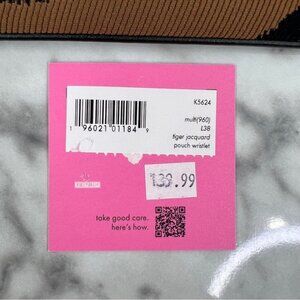 K5624
multi(960)
L38
tiger jacquard
pouch wristlet
1 96021 01184 9
139.99
take good care.
here's how.